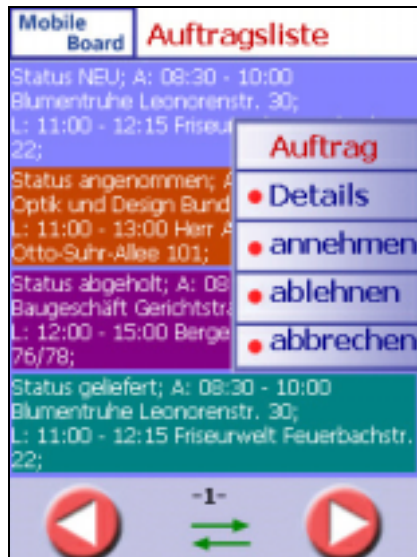 Mobile
Board
Auftragsliste
Status NEU; A: 08:30 - 10:00
Blumentruhe Leonorenstr. 30;
L: 11:00 - 12:15 Friseu
22;
Status angenommen; A
Optik und Design Bund
L: 11:00 - 13:00 Herr A
Otto-Suhr-Allee 101;
Status abgeholt; A: 08
Baugeschäft Gerichtstra
L: 12:00 - 15:00 Berge
76/78;
Status geliefert; A: 08:30 - 10:00
Blumentruhe Leonorenstr. 30;
L: 11:00 - 12:15 Friseurwelt Feuerbachstr.
22;
Auftrag
Details
annehmen
ablehnen
abbrechen
-1-